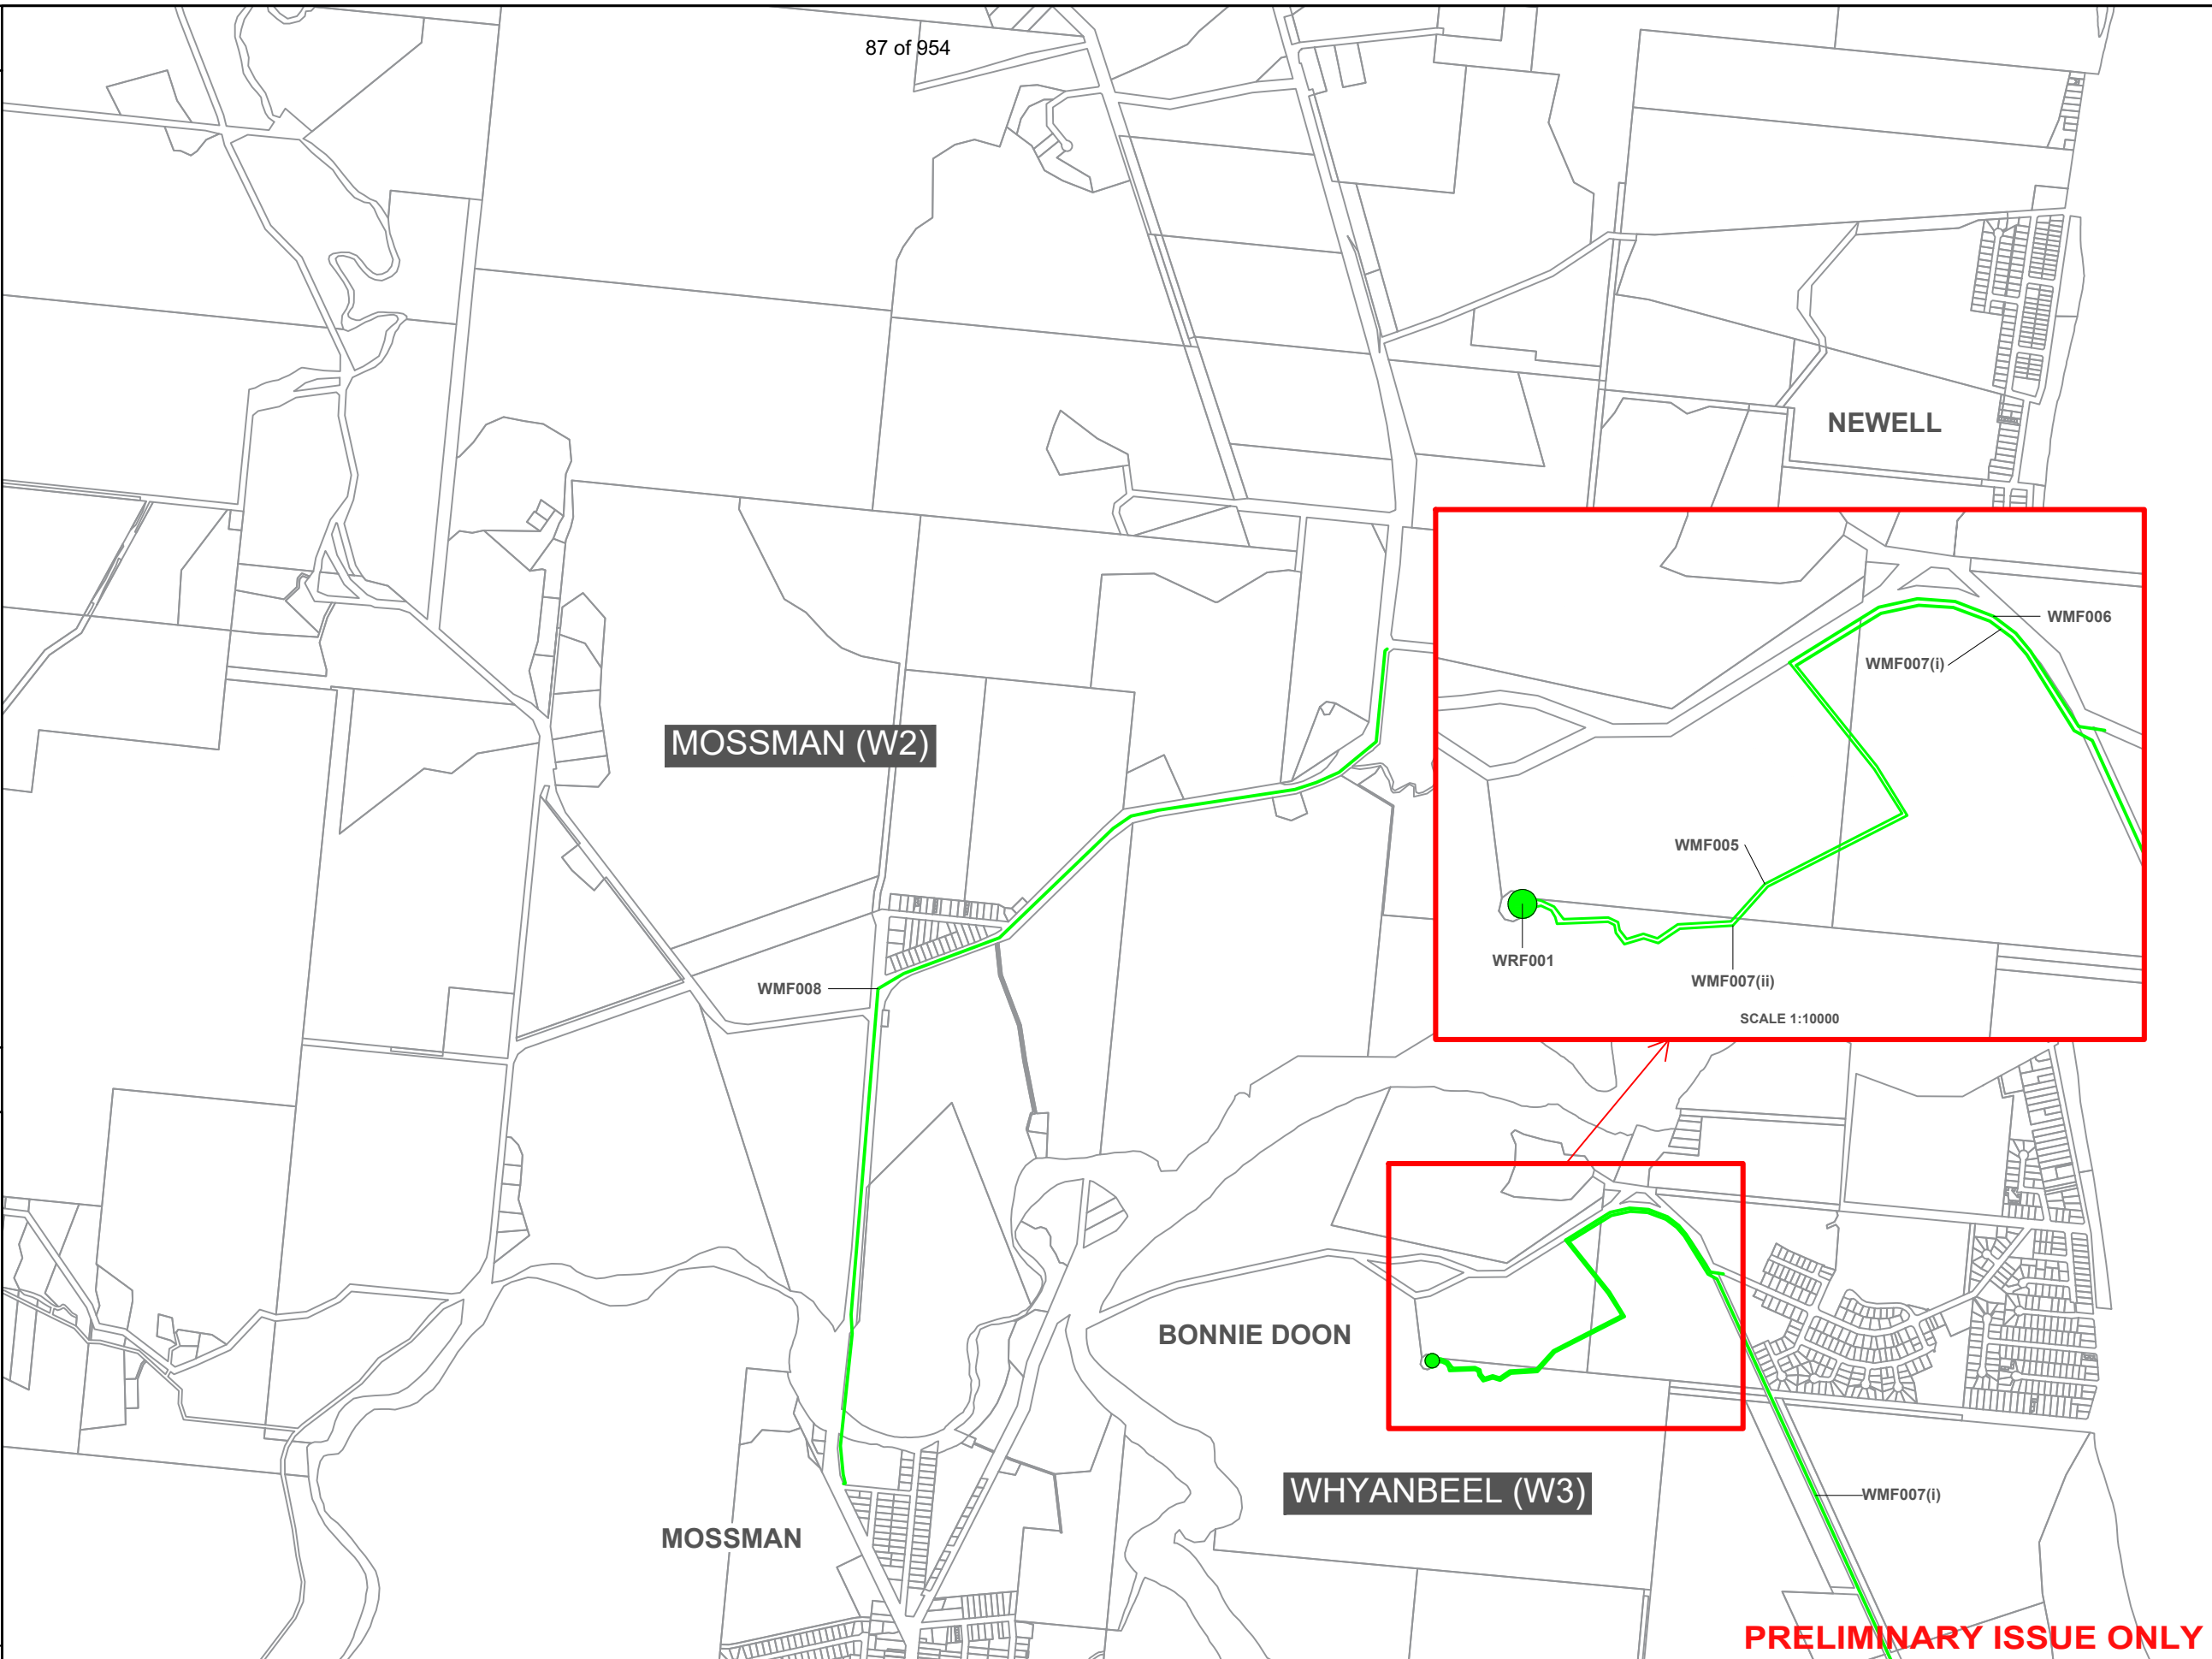 87 of 954
NEWELL
WMF006
WMF007(i)
MOSSMAN (W2)
WMF005
WRF001
WMF007(ii)
WMF008
SCALE 1:10000
BONNIE DOON
WHYANBEEL (W3)
WMF007(i)
MOSSMAN
PRELIMINARY ISSUE ONLY